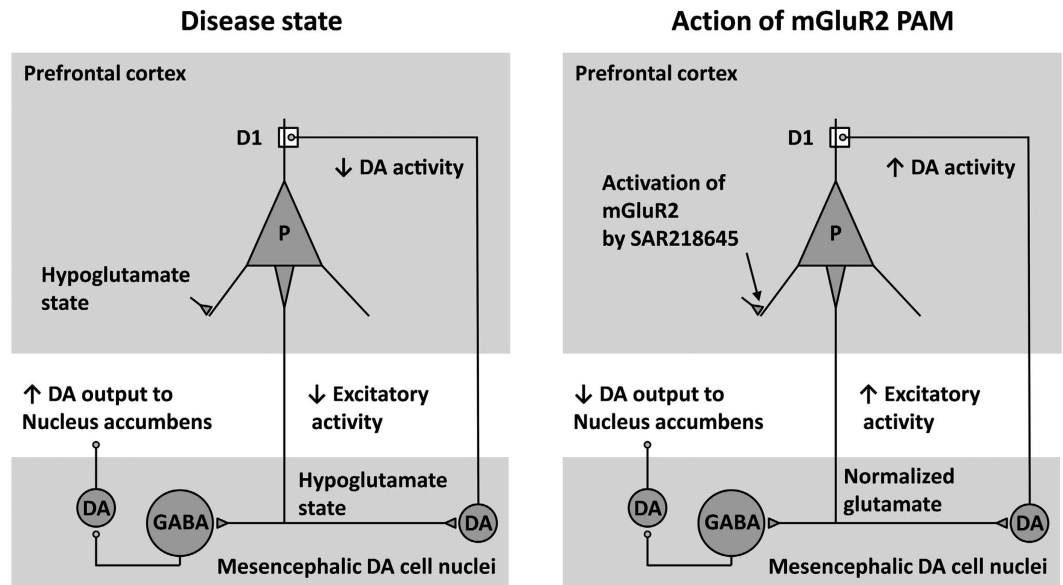 Disease state
Prefrontal cortex
D1
↓ DA activity
P
Hypoglutamate
state
↑ DA output to
Nucleus accumbens
↓ Excitatory
activity
Hypoglutamate
state
DA
GABA
DA
Mesencephalic DA cell nuclei
Action of mGluR2 PAM
Prefrontal cortex
D1
↑ DA activity
Activation of
mGluR2
by SAR218645
P
↓ DA output to
Nucleus accumbens
↑ Excitatory
activity
Normalized
glutamate
DA
GABA
DA
Mesencephalic DA cell nuclei